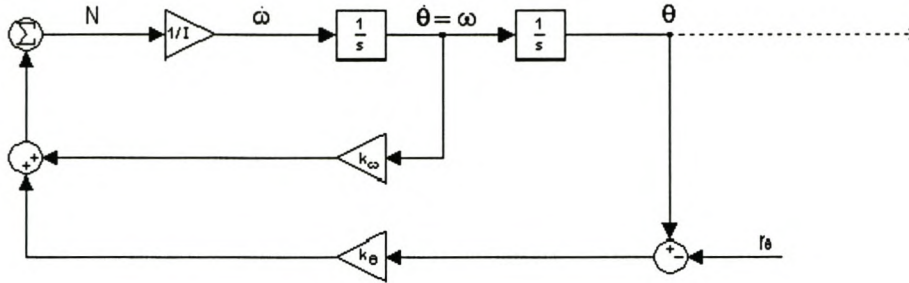 N
ω̇
θ̇ = ω
θ
Σ
1/I
1/s
1/s
+ +
k_ω
k_θ
+ −
r_θ